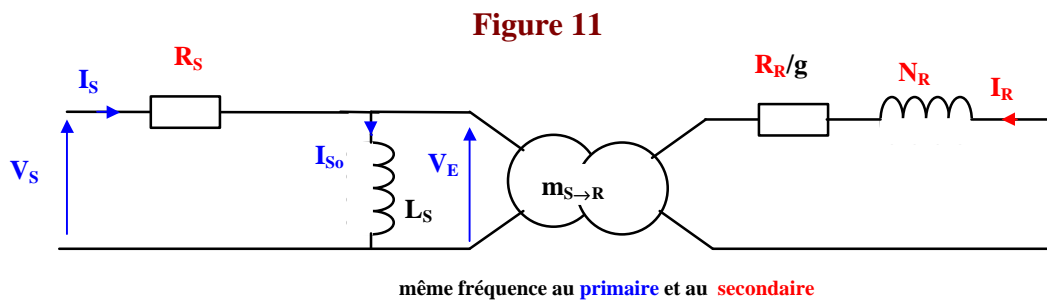 Figure 11
R_S
I_S
V_S
I_So
L_S
V_E
m_S→R
R_R/g
N_R
I_R
même fréquence au primaire et au secondaire